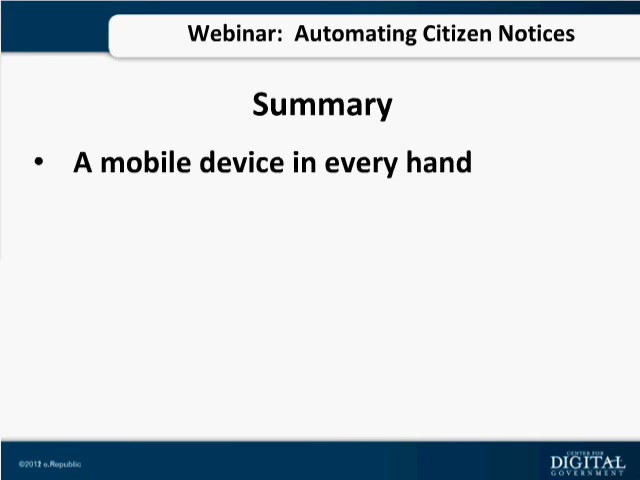 Webinar:  Automating Citizen Notices
Summary
• A mobile device in every hand
©2012 e.Republic
CENTER FOR
DIGITAL
GOVERNMENT